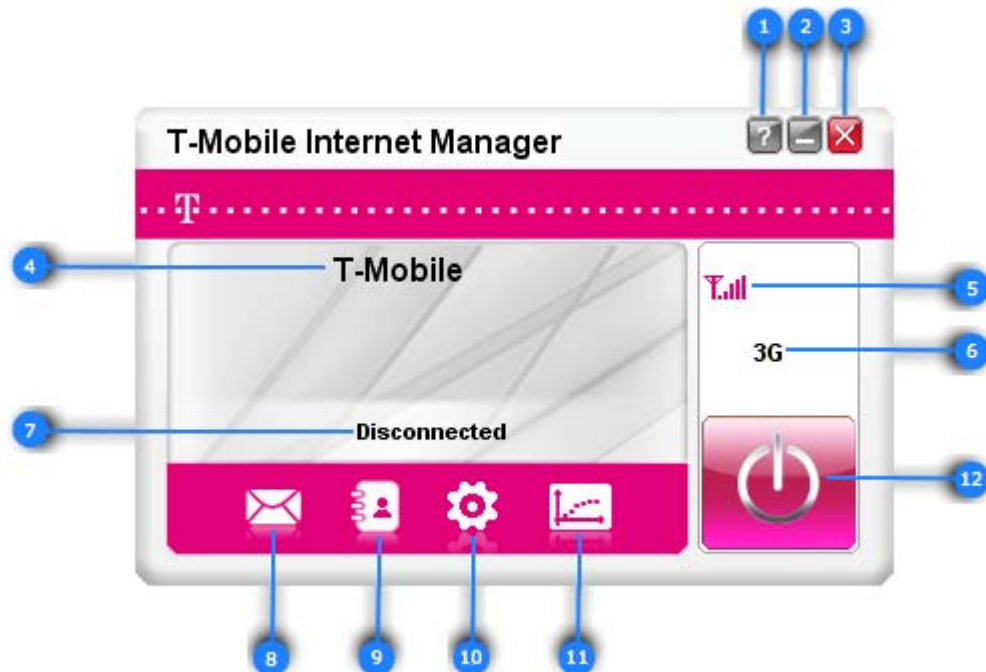 1 2 3
T-Mobile Internet Manager
?
T
4 T-Mobile
5
3G 6
7 Disconnected
12
8 9 10 11